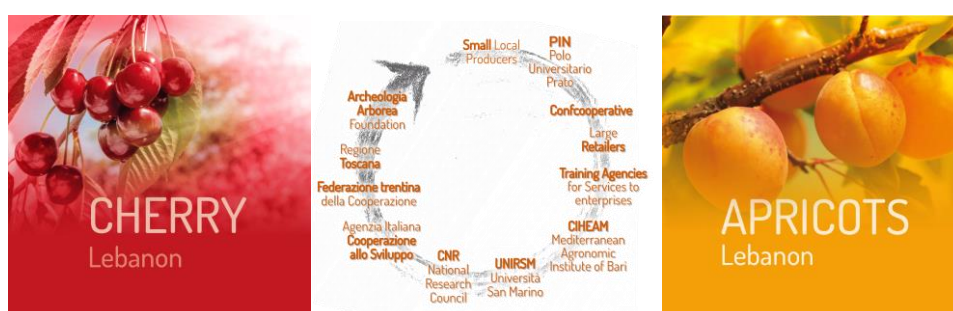 CHERRY
Lebanon
Small Local
Producers
PIN
Polo
Universitario
Prato
Confcooperative
Large
Retailers
Training Agencies
for Services to
enterprises
CIHEAM
Mediterranean
Agronomic
Institute of Bari
UNIRSM
Università
San Marino
CNR
National
Research
Council
Agenzia Italiana
Cooperazione
allo Sviluppo
Federazione trentina
della Cooperazione
Regione
Toscana
Archeologia
Arborea
Foundation
APRICOTS
Lebanon